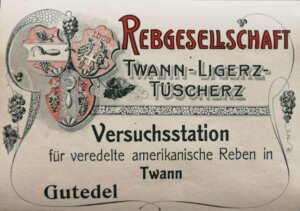 REBGESELLSCHAFT
TWANN-LIGERZ-
TÜSCHERZ
Versuchsstation
für veredelte amerikanische Reben in
Twann
Gutedel